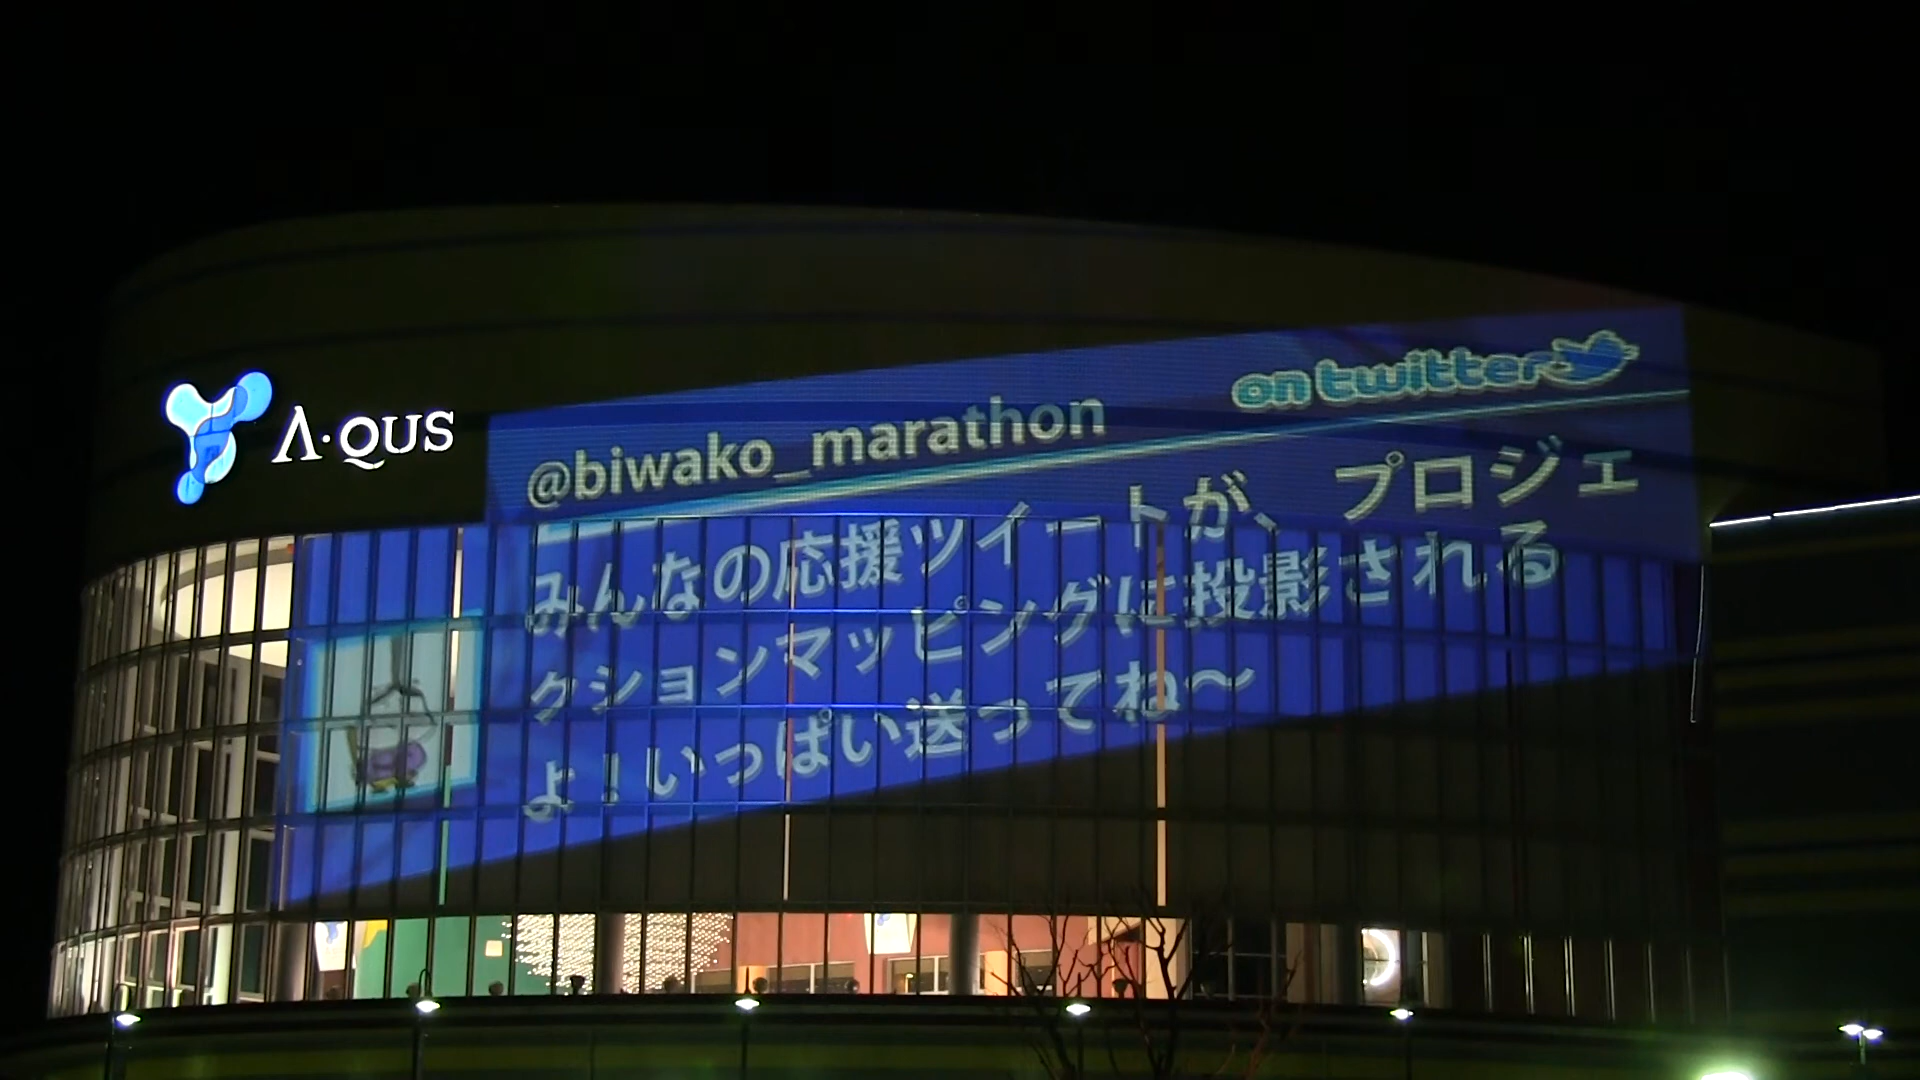 Λ·QUS
@biwako_marathon
on twitter
みんなの応援ツイートが、プロジェ
クションマッピングに投影される
よ！いっぱい送ってね～